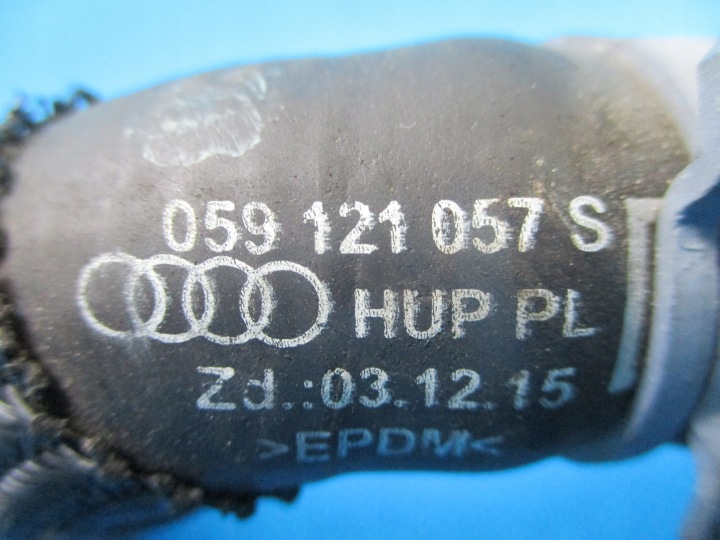 059 121 057 S
HUP PL
Zd.:03.12.15
>EPDM<